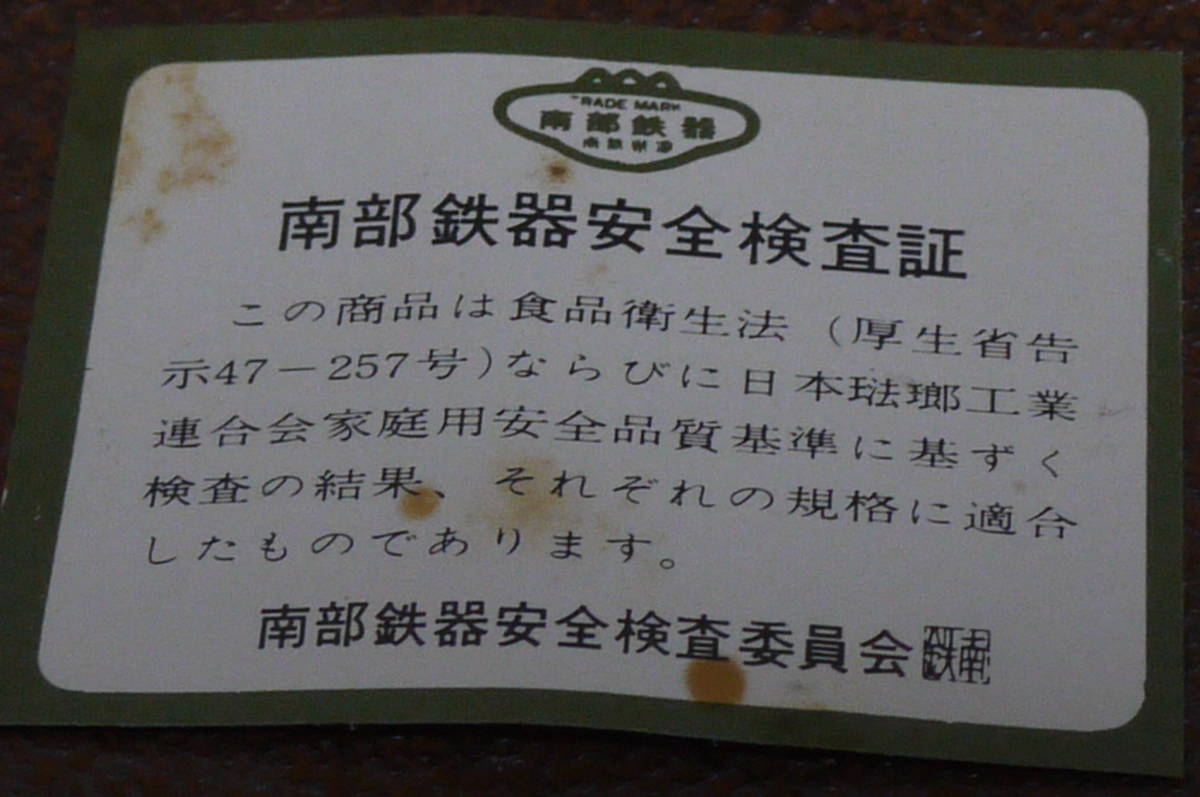 TRADE MARK
南部鉄器
南部鉄器安全検査証
この商品は食品衛生法(厚生省告
示47-257号)ならびに日本琺瑯工業
連合会家庭用安全品質基準に基ずく
検査の結果、それぞれの規格に適合
したものであります。
南部鉄器安全検査委員会